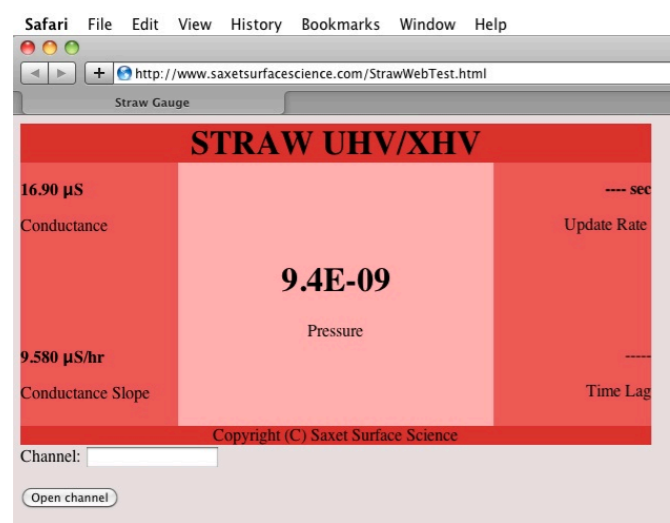 Safari File Edit View History Bookmarks Window Help
http://www.saxetsurfacescience.com/StrawWebTest.html
Straw Gauge
STRAW UHV/XHV
16.90 µS
---- sec
Conductance
Update Rate
9.4E-09
Pressure
9.580 µS/hr
-----
Conductance Slope
Time Lag
Copyright (C) Saxet Surface Science
Channel:
Open channel